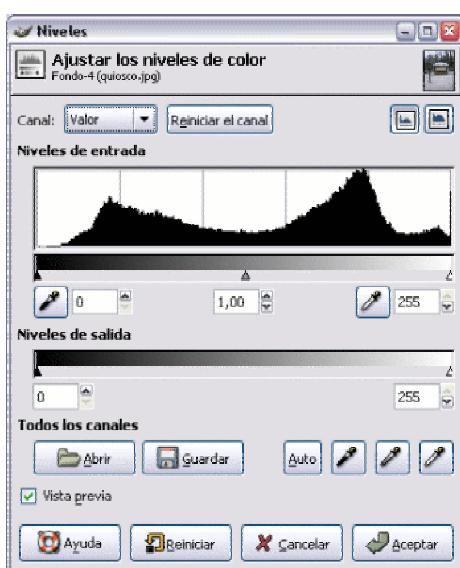 Niveles
Ajustar los niveles de color
Fondo-4 (quiosco.jpg)
Canal: Valor Reiniciar el canal
Niveles de entrada
0 1,00 255
Niveles de salida
0 255
Todos los canales
Abrir Guardar Auto
Vista previa
Ayuda Reiniciar Cancelar Aceptar